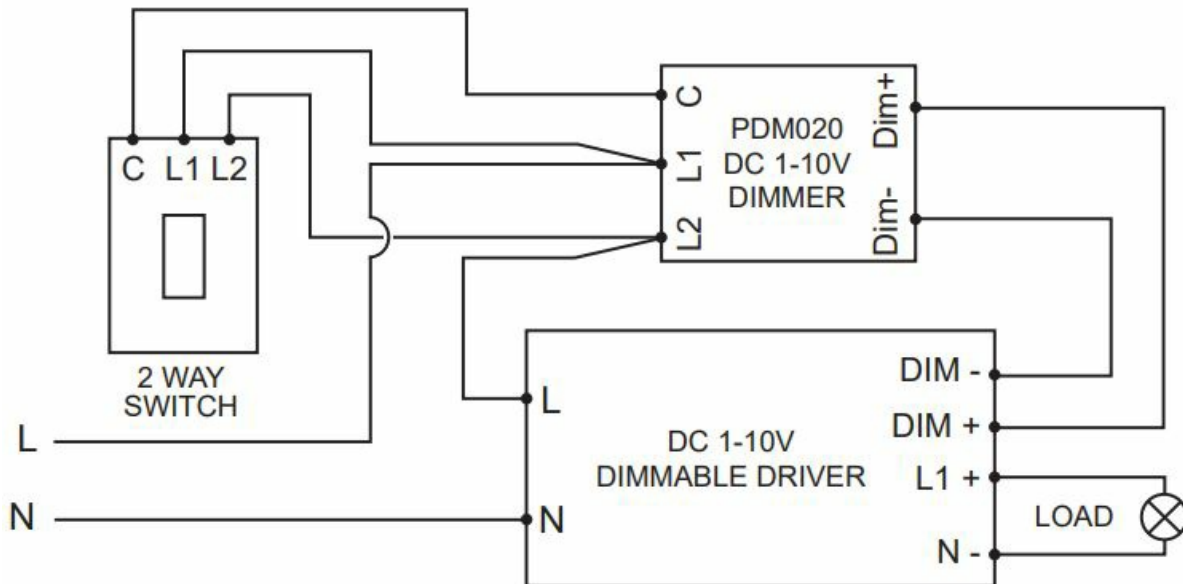 C L1 L2
2 WAY
SWITCH
L
N
C
L1
L2
PDM020
DC 1-10V
DIMMER
Dim+
Dim-
L
N
DC 1-10V
DIMMABLE DRIVER
DIM -
DIM +
L1 +
N -
LOAD